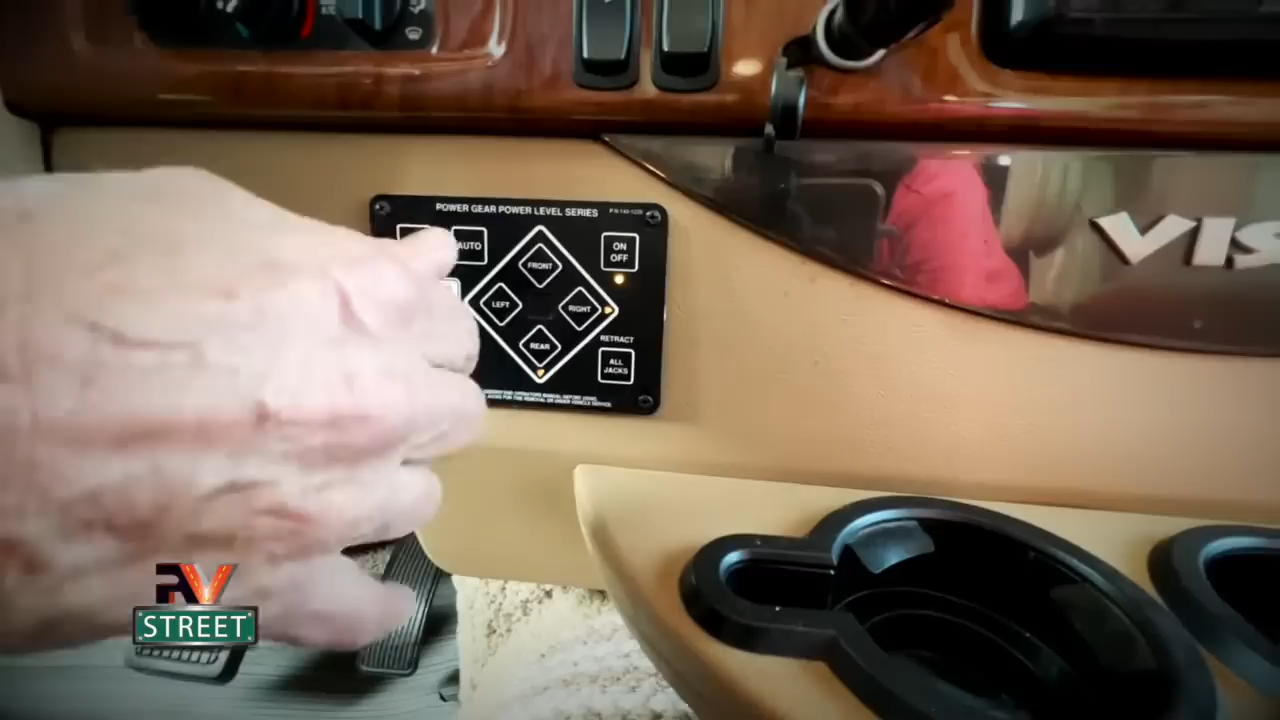 POWER GEAR POWER LEVEL SERIES
AUTO
ON
OFF
FRONT
LEFT
RIGHT
REAR
RETRACT
ALL
JACKS
VIS
RV
STREET